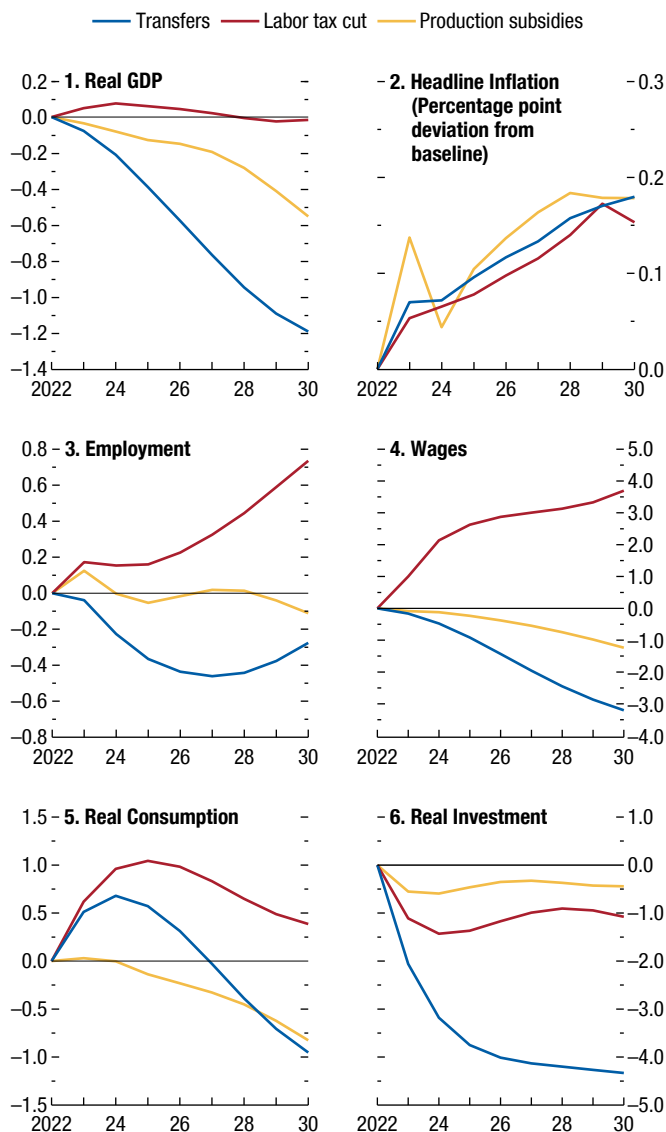 Transfers Labor tax cut Production subsidies
1. Real GDP
0.2
0.0
–0.2
–0.4
–0.6
–0.8
–1.0
–1.2
–1.4
2022 24 26 28 30
2. Headline Inflation
(Percentage point
deviation from
baseline)
0.3
0.2
0.1
0.0
2022 24 26 28 30
3. Employment
0.8
0.6
0.4
0.2
0.0
–0.2
–0.4
–0.6
–0.8
2022 24 26 28 30
4. Wages
5.0
4.0
3.0
2.0
1.0
0.0
–1.0
–2.0
–3.0
–4.0
2022 24 26 28 30
5. Real Consumption
1.5
1.0
0.5
0.0
–0.5
–1.0
–1.5
2022 24 26 28 30
6. Real Investment
1.0
0.0
–1.0
–2.0
–3.0
–4.0
–5.0
2022 24 26 28 30